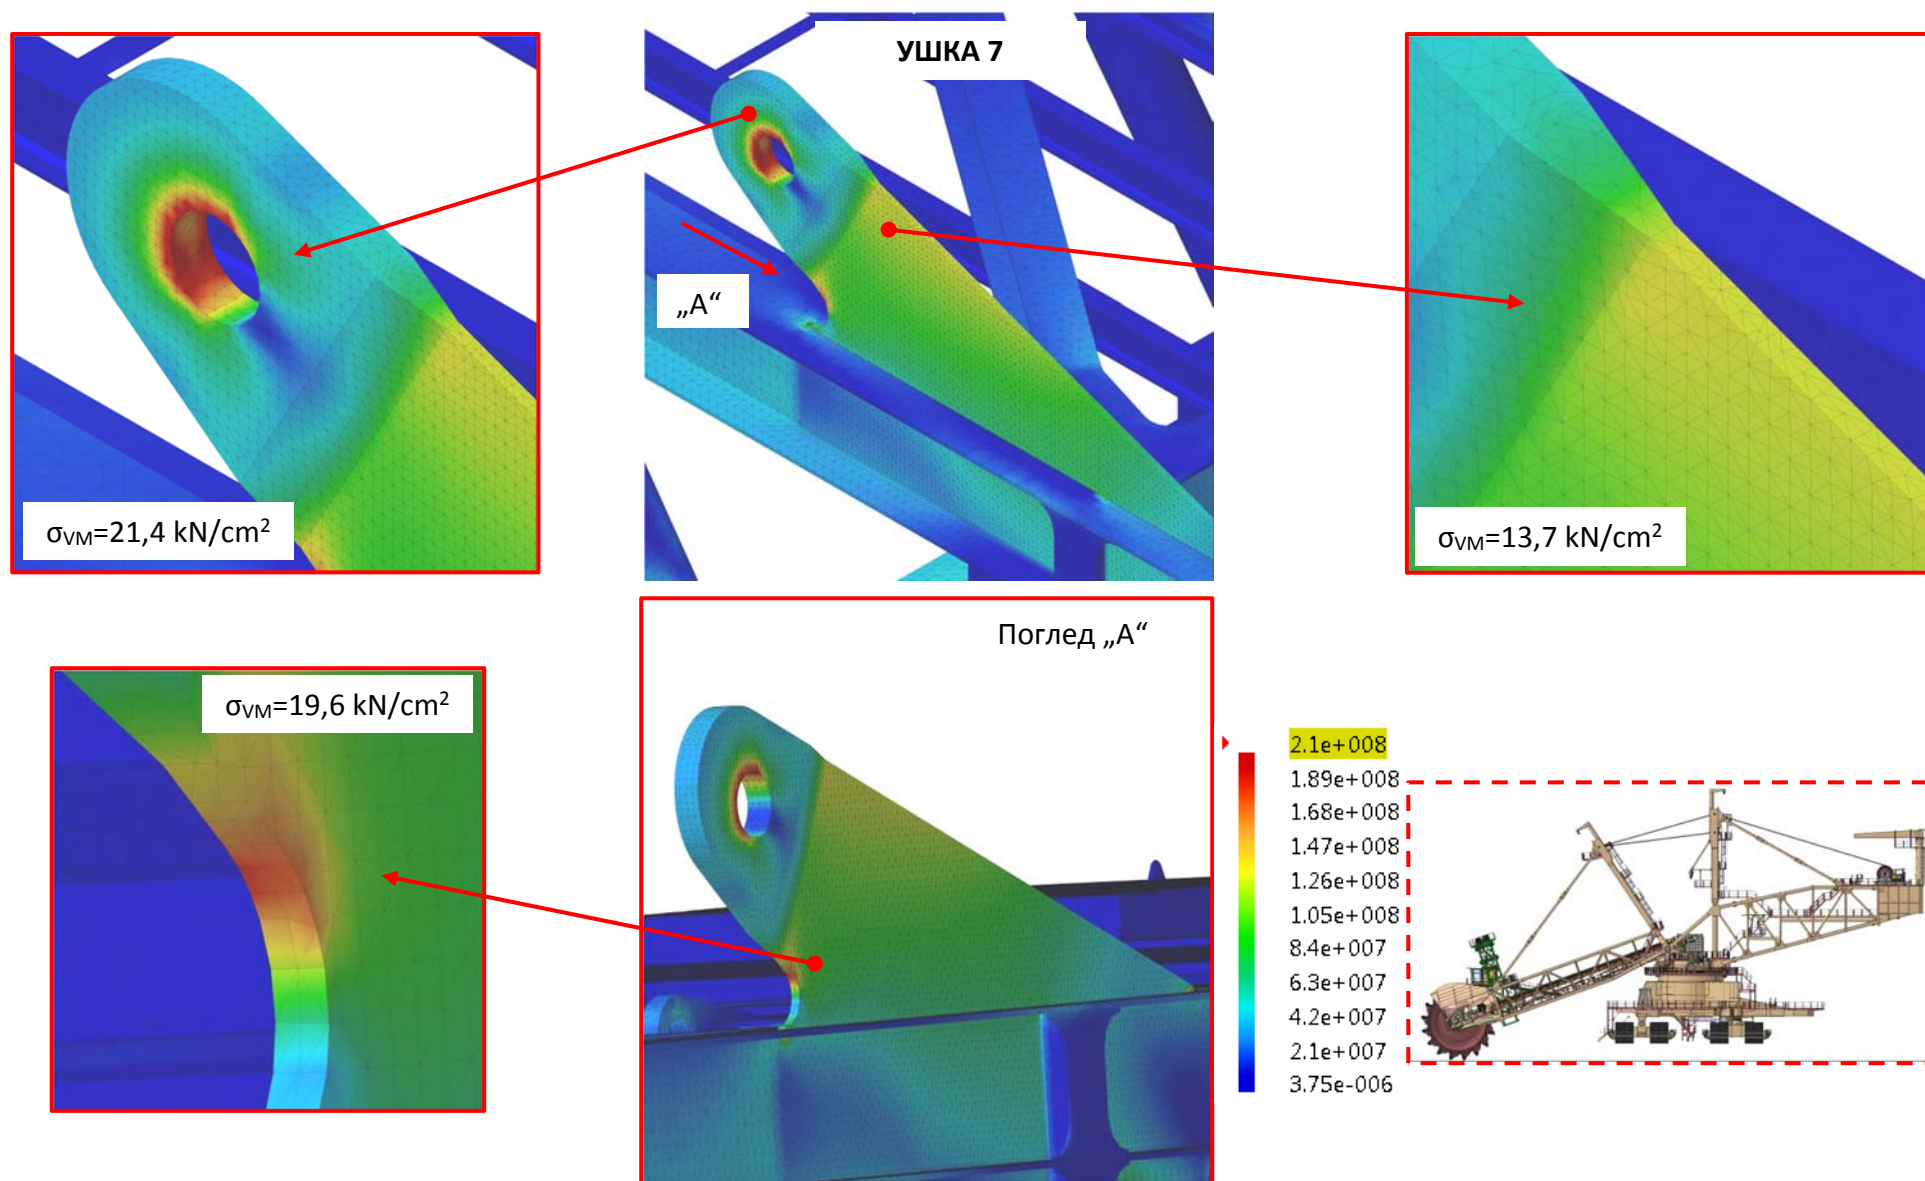 УШКА 7
„А“
σVM=21,4 kN/cm²
σVM=13,7 kN/cm²
Поглед „А“
σVM=19,6 kN/cm²
2.1e+008
1.89e+008
1.68e+008
1.47e+008
1.26e+008
1.05e+008
8.4e+007
6.3e+007
4.2e+007
2.1e+007
3.75e-006